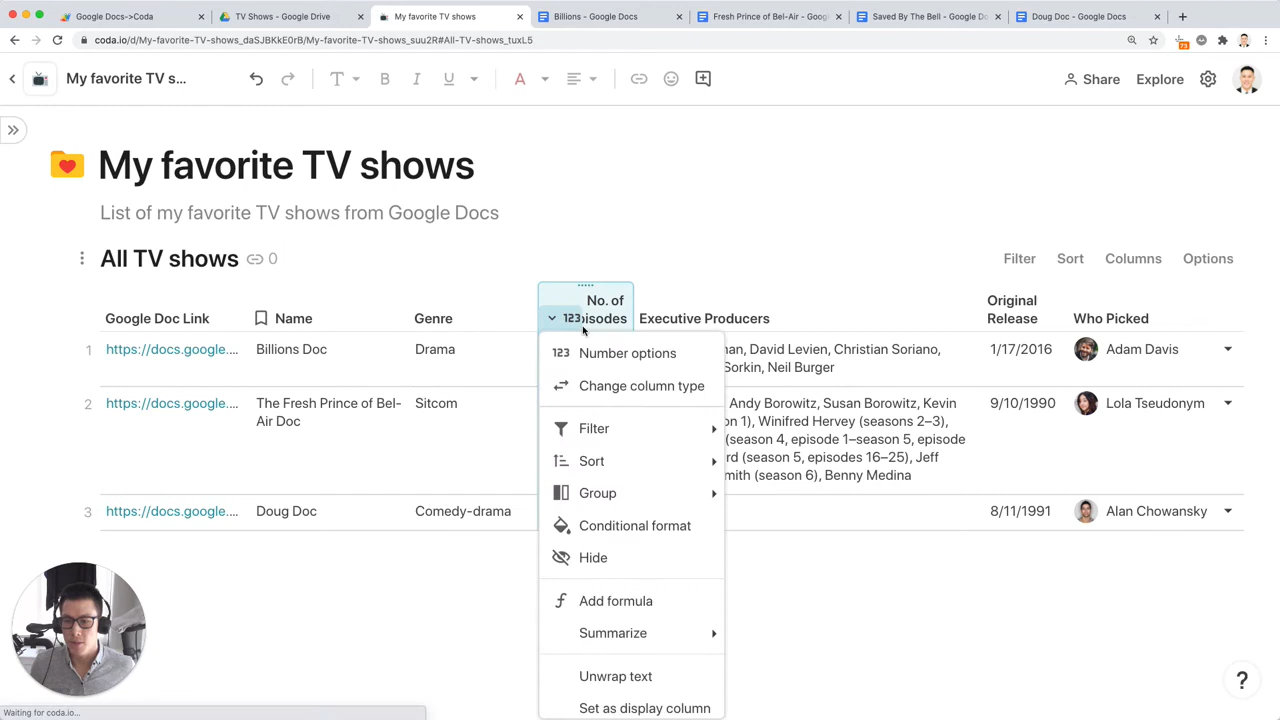 Google Docs->Coda
TV Shows - Google Drive
My favorite TV shows
Billions - Google Docs
Fresh Prince of Bel-Air - Goog
Saved By The Bell - Google Do
Doug Doc - Google Docs
coda.io/d/My-favorite-TV-shows_daSJBKkE0rB/My-favorite-TV-shows_suu2R#All-TV-shows_tuxL5
73
My favorite TV s...
T
B
I
U
A
Share
Explore
My favorite TV shows
List of my favorite TV shows from Google Docs
All TV shows 0
Filter
Sort
Columns
Options
Google Doc Link
Name
Genre
No. of
123 isodes
Executive Producers
Original
Release
Who Picked
1
https://docs.google....
Billions Doc
Drama
nan, David Levien, Christian Soriano,
Sorkin, Neil Burger
1/17/2016
Adam Davis
2
https://docs.google....
The Fresh Prince of Bel-
Air Doc
Sitcom
Andy Borowitz, Susan Borowitz, Kevin
on 1), Winifred Hervey (seasons 2–3),
(season 4, episode 1–season 5, episode
rd (season 5, episodes 16–25), Jeff
mith (season 6), Benny Medina
9/10/1990
Lola Tseudonym
3
https://docs.google....
Doug Doc
Comedy-drama
8/11/1991
Alan Chowansky
123 Number options
Change column type
Filter
Sort
Group
Conditional format
Hide
Add formula
Summarize
Unwrap text
Set as display column
Waiting for coda.io...
?